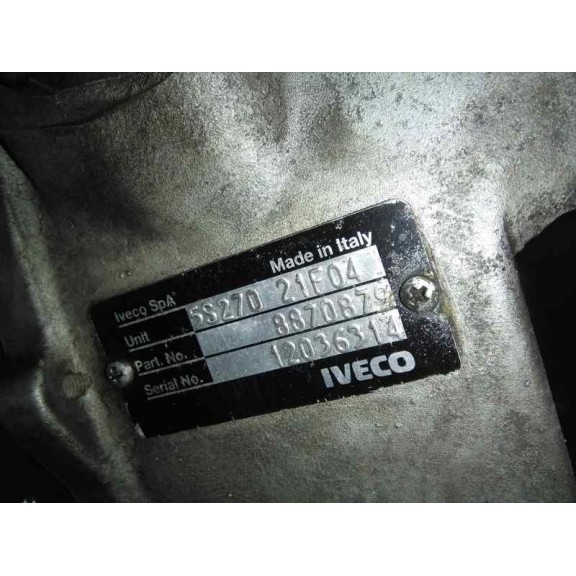 Made in Italy
Iveco SpA
Unit 5S270 21F04
Part. No. 8870879
Serial No. 12036314
IVECO